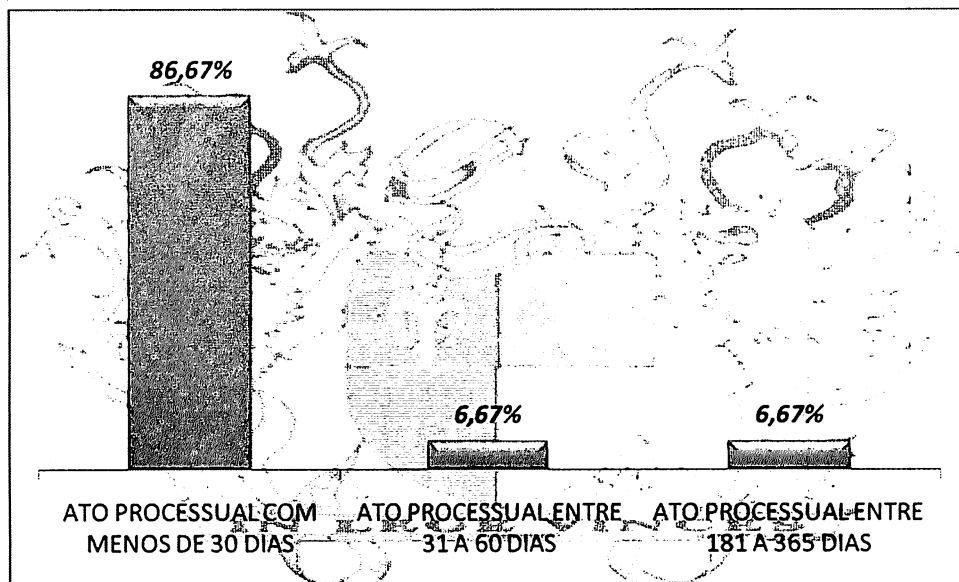 86,67%
6,67%
6,67%
ATO PROCESSUAL COM
MENOS DE 30 DIAS
ATO PROCESSUAL ENTRE
31 A 60 DIAS
ATO PROCESSUAL ENTRE
181 A 365 DIAS